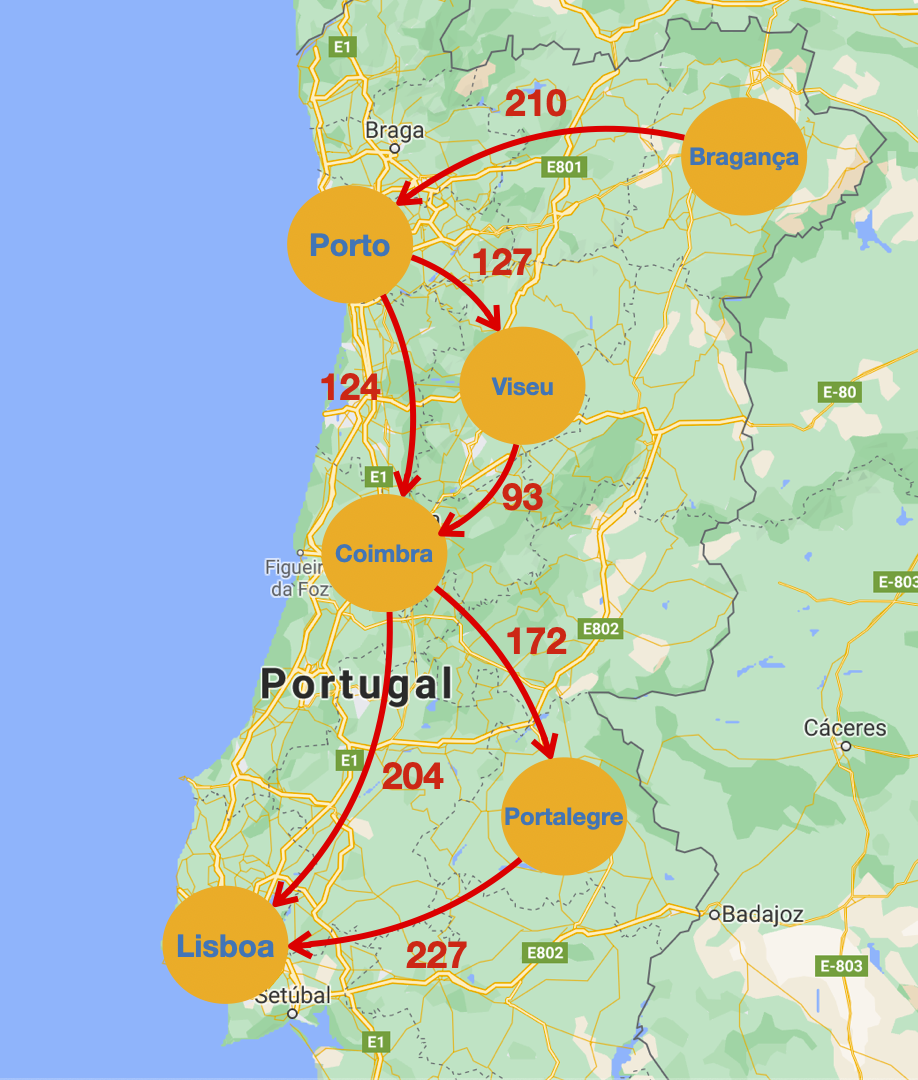 E1
210
Braga
E801
Bragança
Porto
127
124
Viseu
E-80
E1
93
Coimbra
Figueir
da Foz
E-803
E802
172
Portugal
Cáceres
E1
204
Portalegre
Badajoz
Lisboa
227
E802
E-803
Setúbal
E1